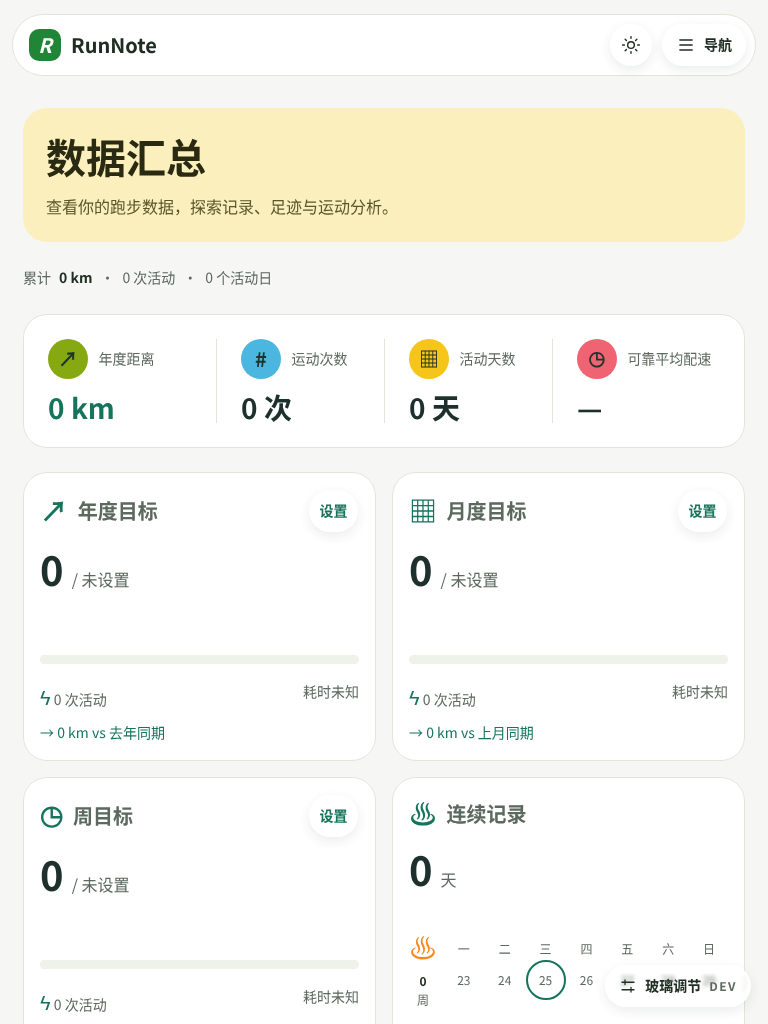 R RunNote
导航
数据汇总
查看你的跑步数据，探索记录、足迹与运动分析。
累计 0 km · 0 次活动 · 0 个活动日
年度距离
0 km
# 运动次数
0 次
活动天数
0 天
可靠平均配速
—
年度目标
设置
0 / 未设置
0 次活动
耗时未知
→ 0 km vs 去年同期
月度目标
设置
0 / 未设置
0 次活动
耗时未知
→ 0 km vs 上月同期
周目标
设置
0 / 未设置
0 次活动
耗时未知
连续记录
0 天
一 二 三 四 五 六 日
0 23 24 25 26
周
玻璃调节 DEV